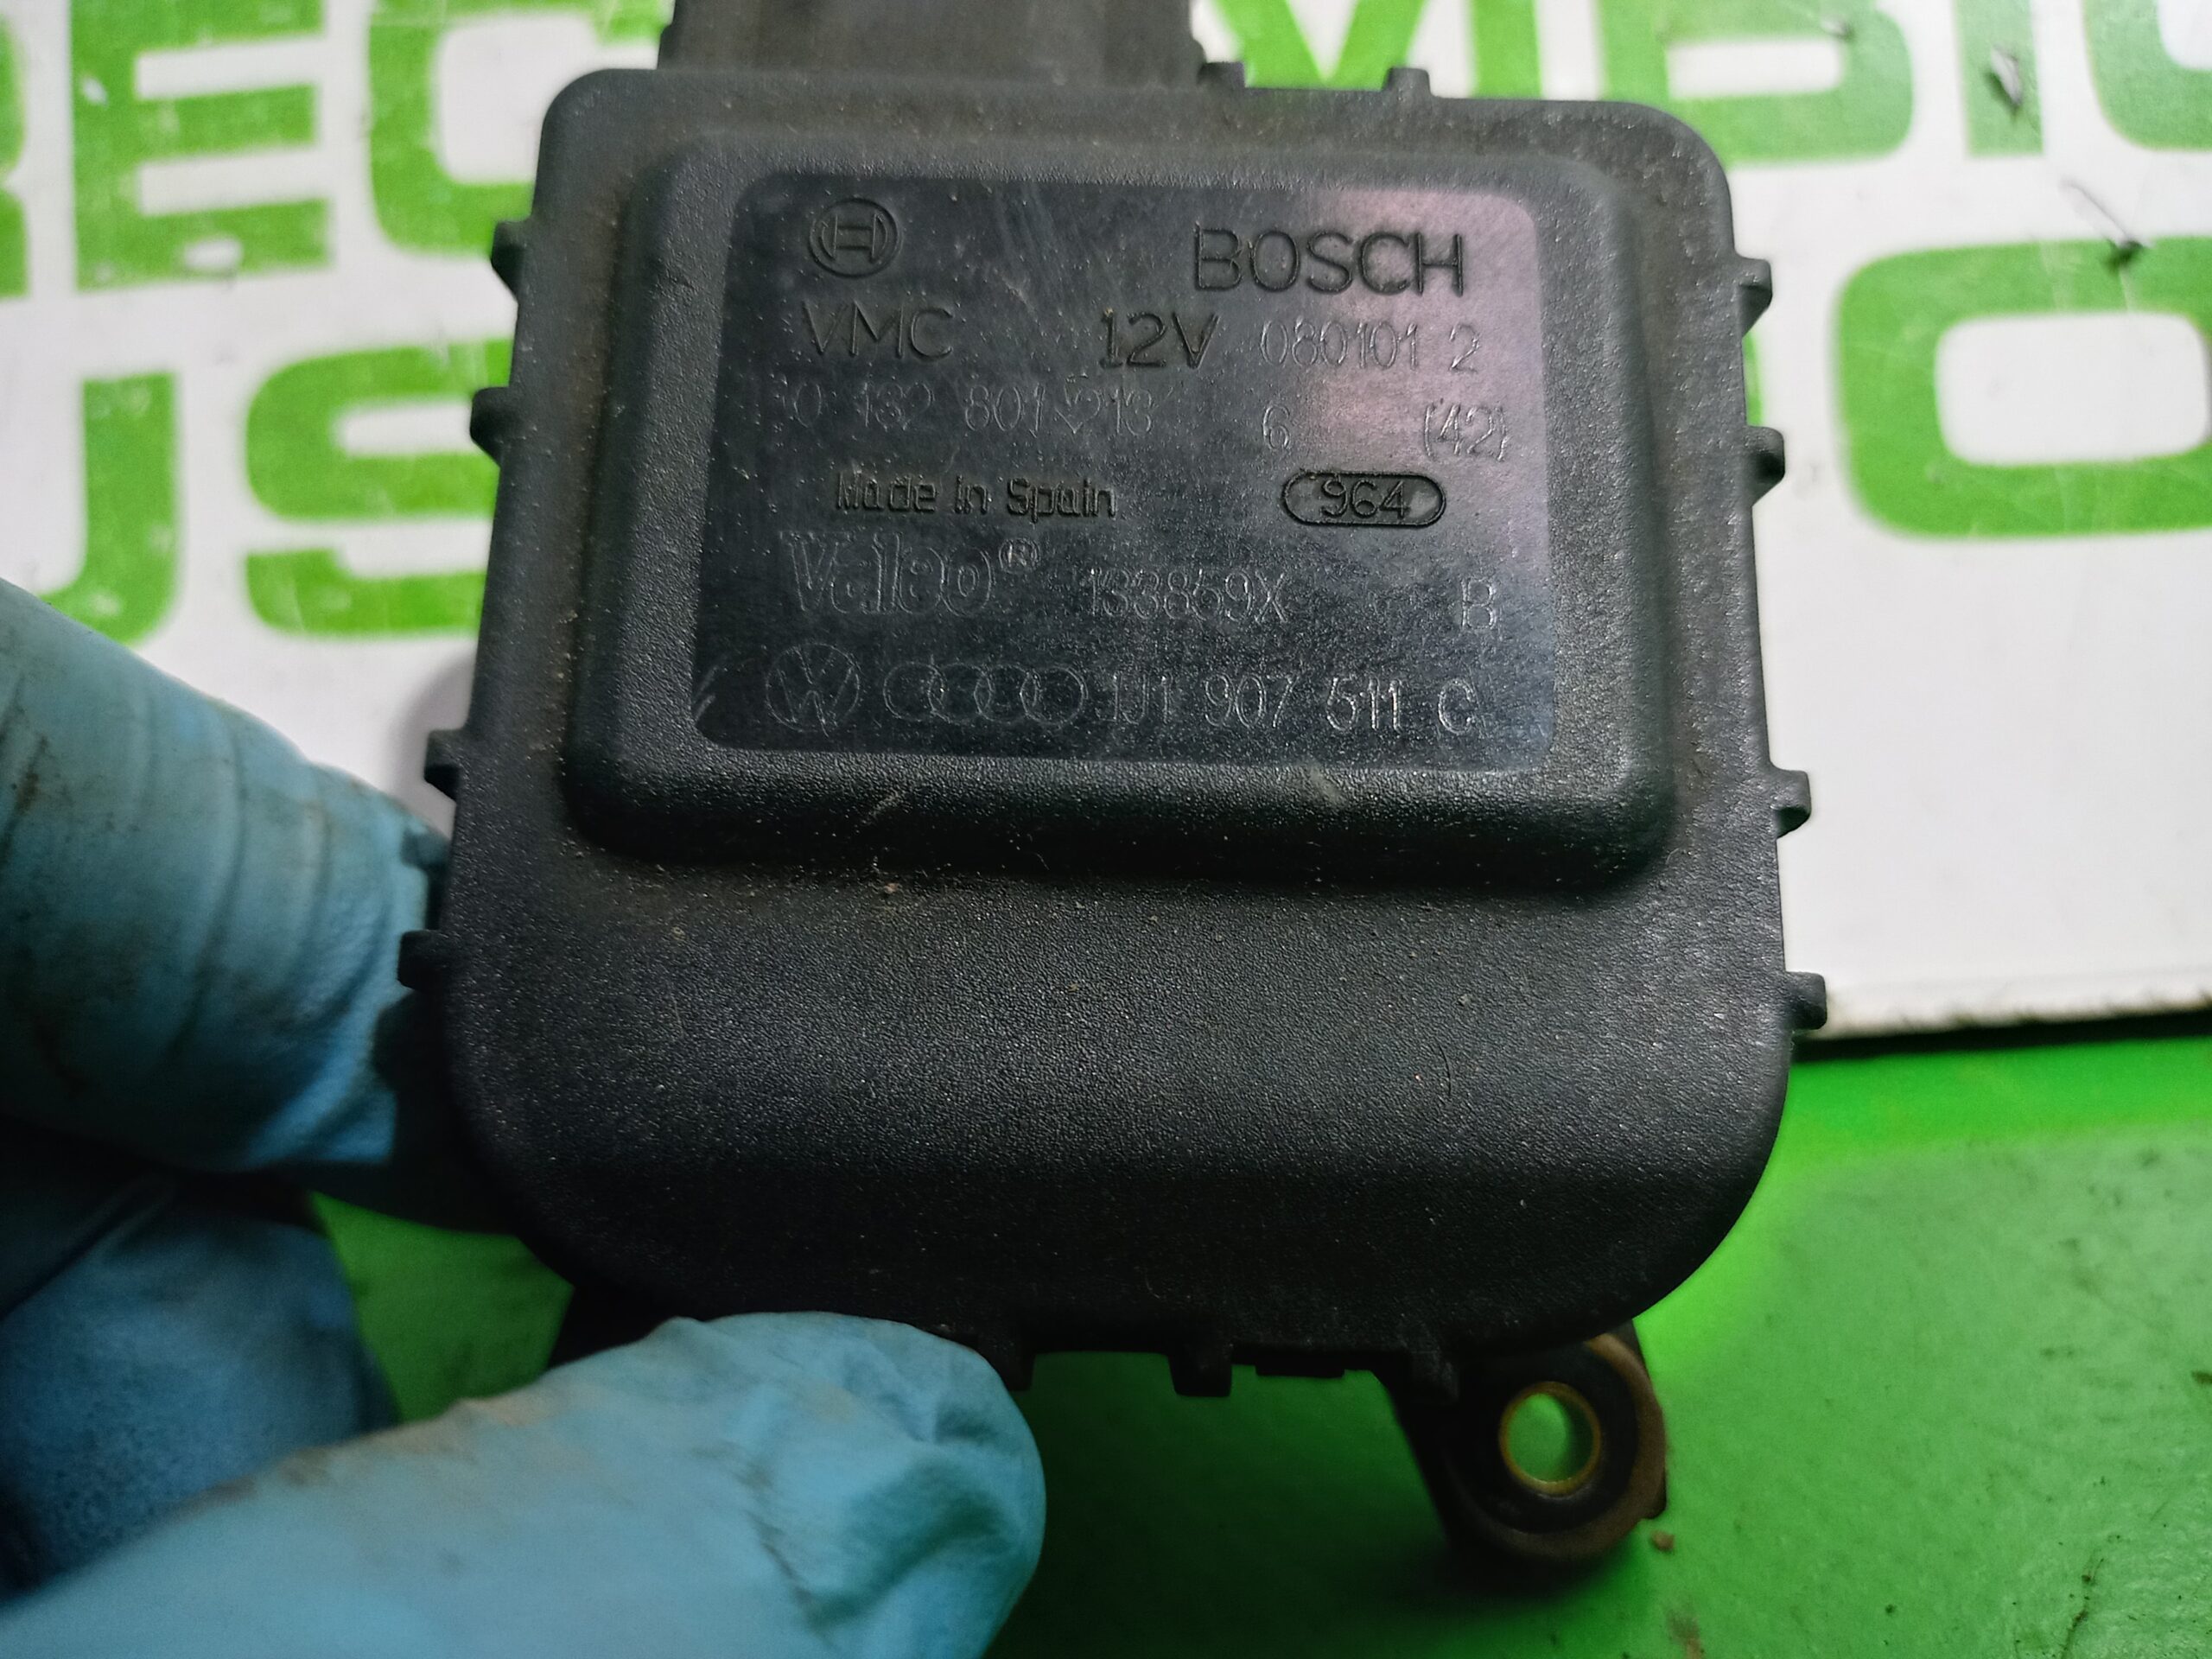 BOSCH
VMC 12V 080101 2
0 132 801 213 6 (42)
Made in Spain 964
Valeo® 133859X B
1J1 907 511 C